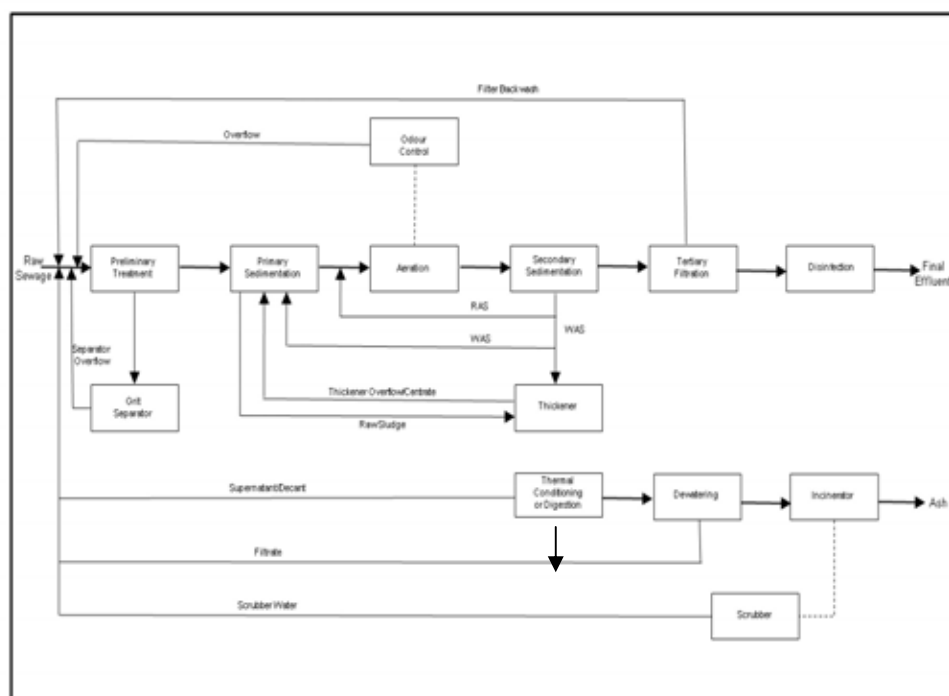 Filter Backwash
Overflow
Odour
Control
Raw
Sewage
Preliminary
Treatment
Primary
Sedimentation
Aeration
Secondary
Sedimentation
Tertiary
Filtration
Disinfection
Final
Effluent
RAS
WAS
WAS
Separator
Overflow
Grit
Separator
Thickener Overflow/Centrate
Thickener
Raw Sludge
Supernatant/Decant
Thermal
Conditioning
or Digestion
Dewatering
Incinerator
Ash
Filtrate
Scrubber Water
Scrubber